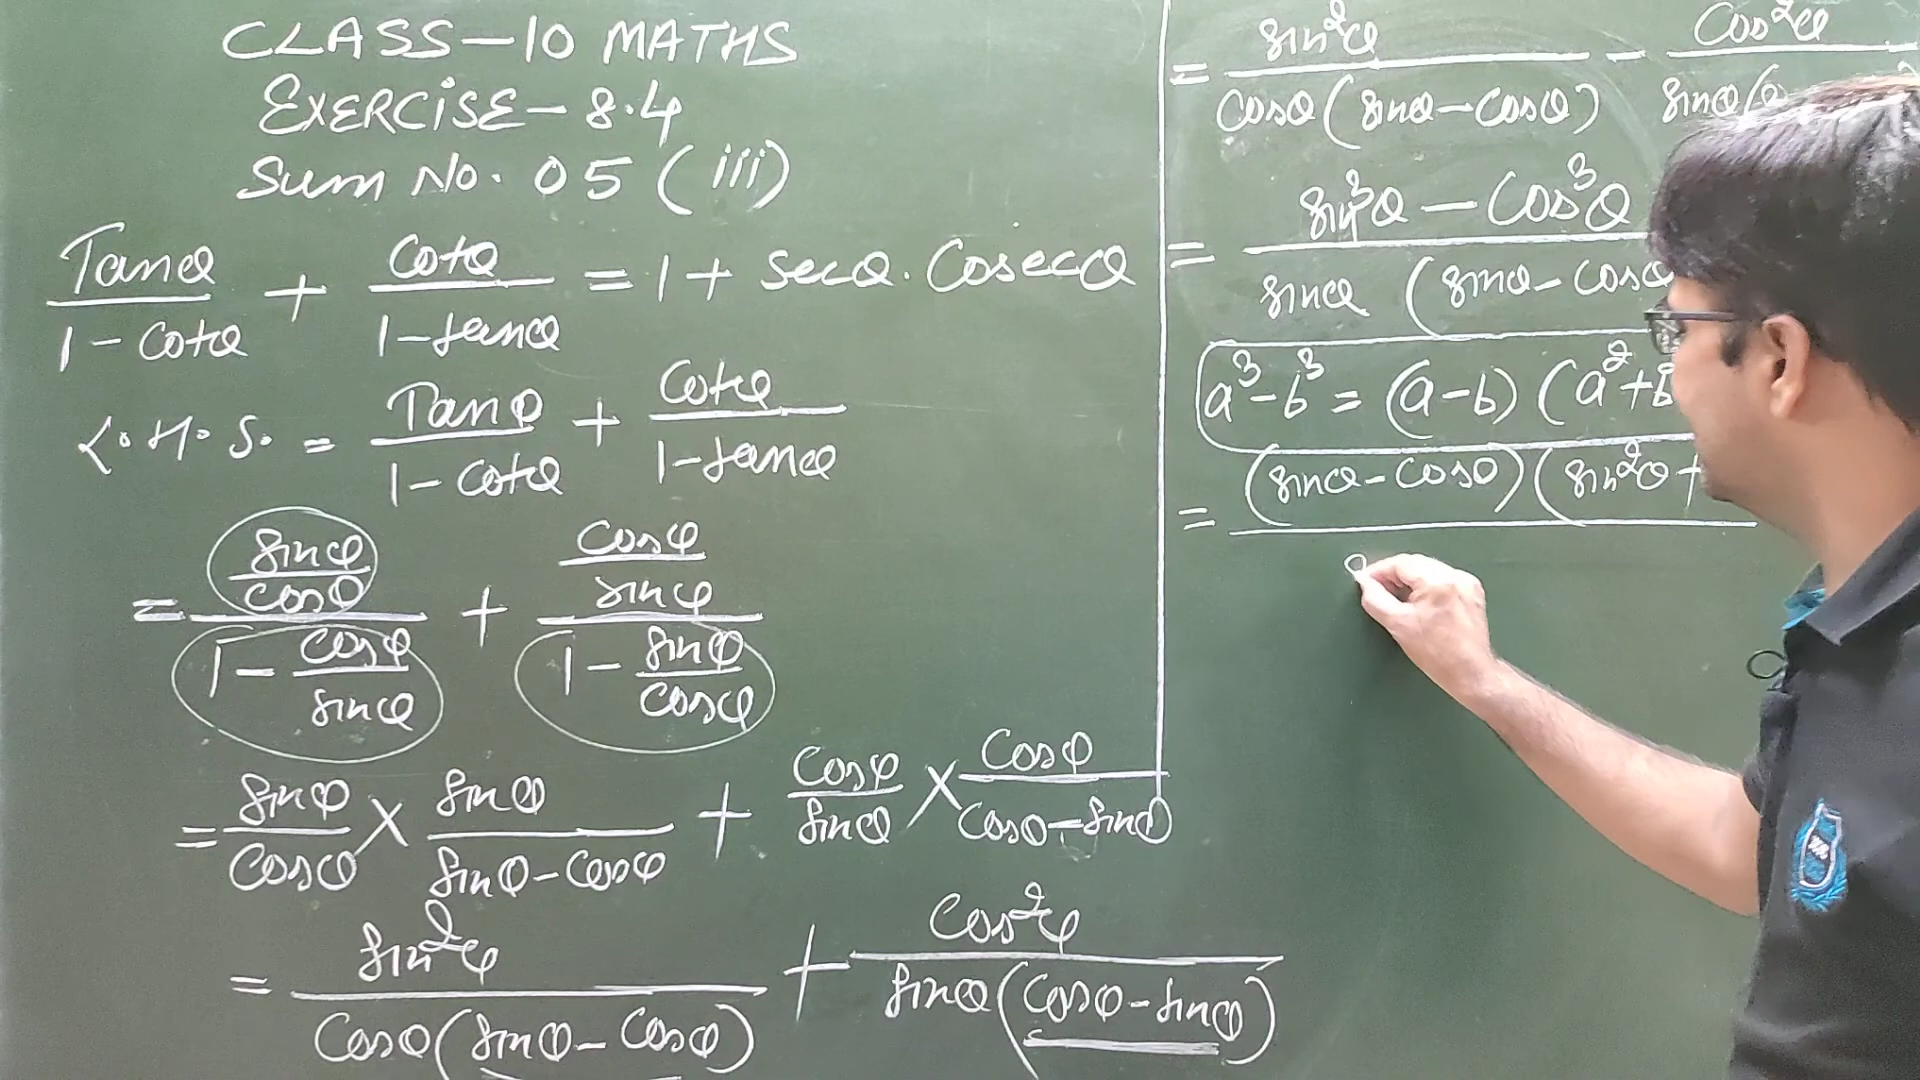 CLASS-10 MATHS
EXERCISE-8.4
Sum No. 05 (iii)
Tanθ/(1-cotθ) + cotθ/(1-tanθ) = 1 + secθ.Cosecθ
L.H.S. = Tanθ/(1-cotθ) + cotθ/(1-tanθ)
= (sinθ/cosθ)/(1-cosθ/sinθ) + (cosθ/sinθ)/(1-sinθ/cosθ)
= sinθ/cosθ × sinθ/(sinθ-cosθ) + cosθ/sinθ × cosθ/(cosθ-sinθ)
= sin²θ/(cosθ(sinθ-cosθ)) + cos²θ/(sinθ(cosθ-sinθ))
= sin²θ/(cosθ(sinθ-cosθ)) - cos²θ/(sinθ(
= (sin³θ-cos³θ)/(sinθ (sinθ-cosθ
a³-b³ = (a-b)(a²+b
= (sinθ-cosθ)(sin²θ+